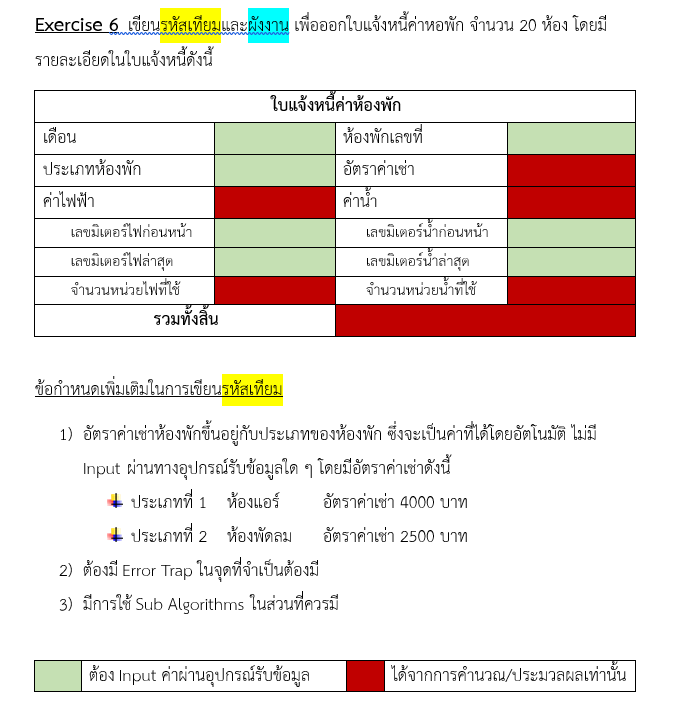 Exercise 6 เขียนรหัสเทียมและผังงาน เพื่อออกใบแจ้งหนี้ค่าหอพัก จำนวน 20 ห้อง โดยมี
รายละเอียดในใบแจ้งหนี้ดังนี้
ใบแจ้งหนี้ค่าห้องพัก
เดือน ห้องพักเลขที่
ประเภทห้องพัก อัตราค่าเช่า
ค่าไฟฟ้า ค่าน้ำ
เลขมิเตอร์ไฟก่อนหน้า เลขมิเตอร์น้ำก่อนหน้า
เลขมิเตอร์ไฟล่าสุด เลขมิเตอร์น้ำล่าสุด
จำนวนหน่วยไฟที่ใช้ จำนวนหน่วยน้ำที่ใช้
รวมทั้งสิ้น
ข้อกำหนดเพิ่มเติมในการเขียนรหัสเทียม
1) อัตราค่าเช่าห้องพักขึ้นอยู่กับประเภทของห้องพัก ซึ่งจะเป็นค่าที่ได้โดยอัตโนมัติ ไม่มี
Input ผ่านทางอุปกรณ์รับข้อมูลใด ๆ โดยมีอัตราค่าเช่าดังนี้
ประเภทที่ 1 ห้องแอร์ อัตราค่าเช่า 4000 บาท
ประเภทที่ 2 ห้องพัดลม อัตราค่าเช่า 2500 บาท
2) ต้องมี Error Trap ในจุดที่จำเป็นต้องมี
3) มีการใช้ Sub Algorithms ในส่วนที่ควรมี
ต้อง Input ค่าผ่านอุปกรณ์รับข้อมูล ได้จากการคำนวณ/ประมวลผลเท่านั้น